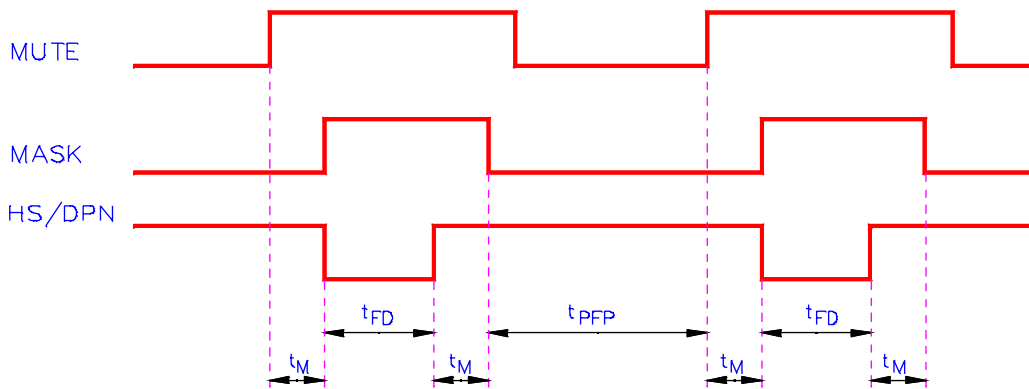 MUTE
MASK
HS/DPN
tFD tPFP tFD
tM tM tM tM